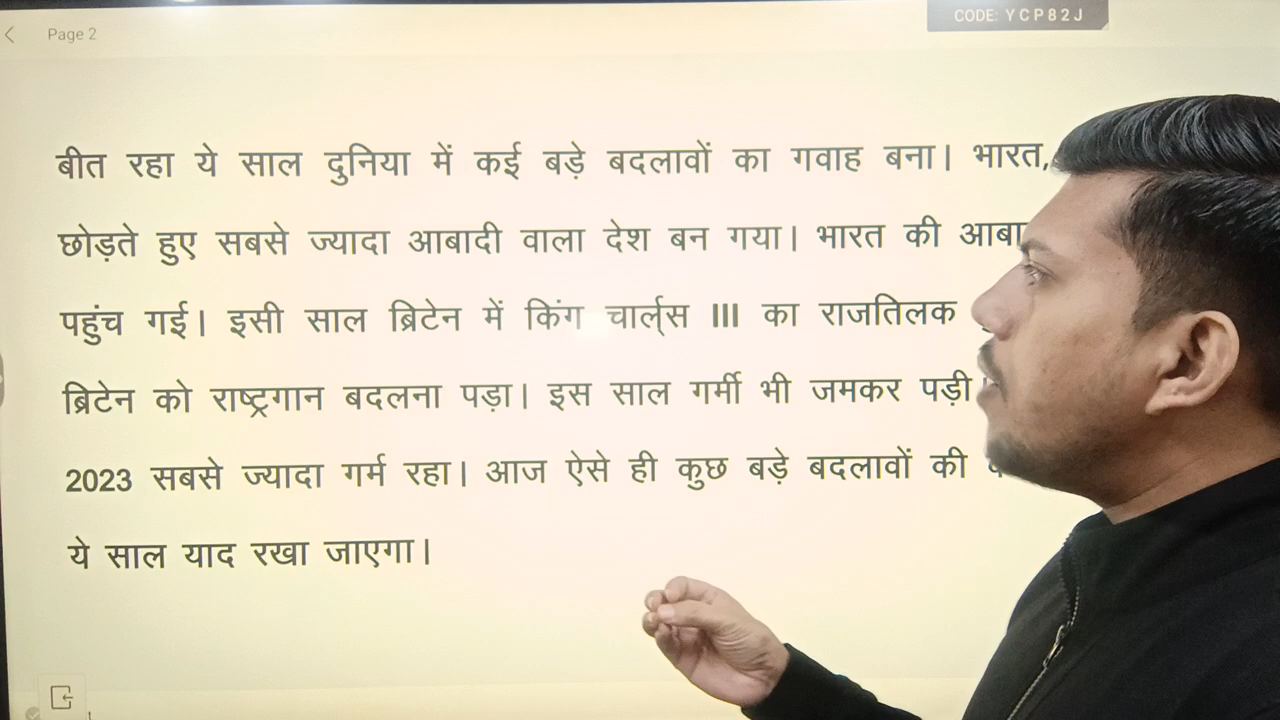 Page 2
CODE: YCP82J
बीत रहा ये साल दुनिया में कई बड़े बदलावों का गवाह बना। भारत,
छोड़ते हुए सबसे ज्यादा आबादी वाला देश बन गया। भारत की
पहुंच गई। इसी साल ब्रिटेन में किंग चार्ल्स III का राजतिलक
ब्रिटेन को राष्ट्रगान बदलना पड़ा। इस साल गर्मी भी जमकर पड़ी
2023 सबसे ज्यादा गर्म रहा। आज ऐसे ही कुछ बड़े बदलावों की
ये साल याद रखा जाएगा।